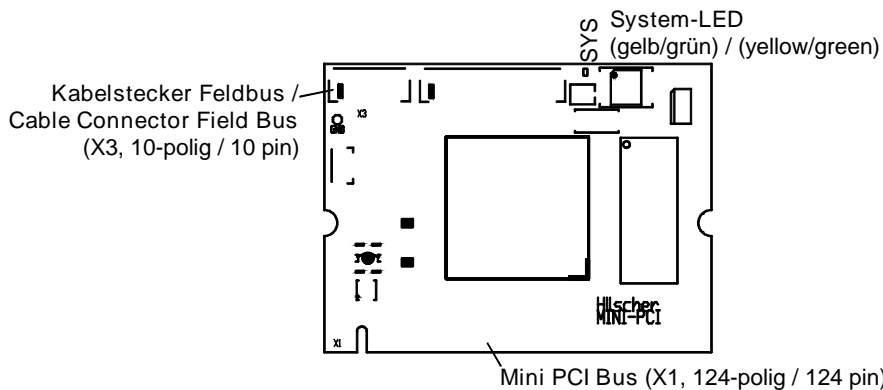 System-LED
(gelb/grün) / (yellow/green)
SYS
Kabelstecker Feldbus /
Cable Connector Field Bus
(X3, 10-polig / 10 pin)
X3
X1
Hilscher
MINI-PCI
Mini PCI Bus (X1, 124-polig / 124 pin)